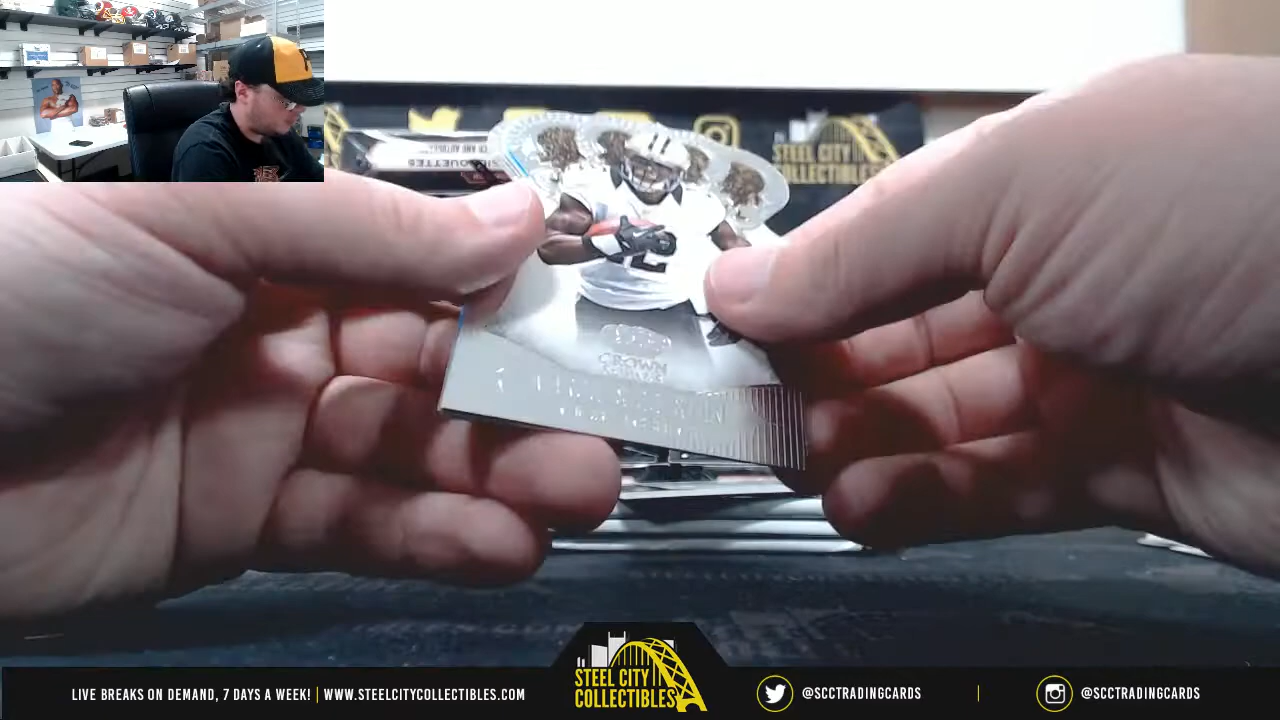 STEEL CITY
COLLECTIBLES
CROWN
LIVE BREAKS ON DEMAND, 7 DAYS A WEEK! | WWW.STEELCITYCOLLECTIBLES.COM
STEEL CITY
COLLECTIBLES
@SCCTRADINGCARDS
@SCCTRADINGCARDS